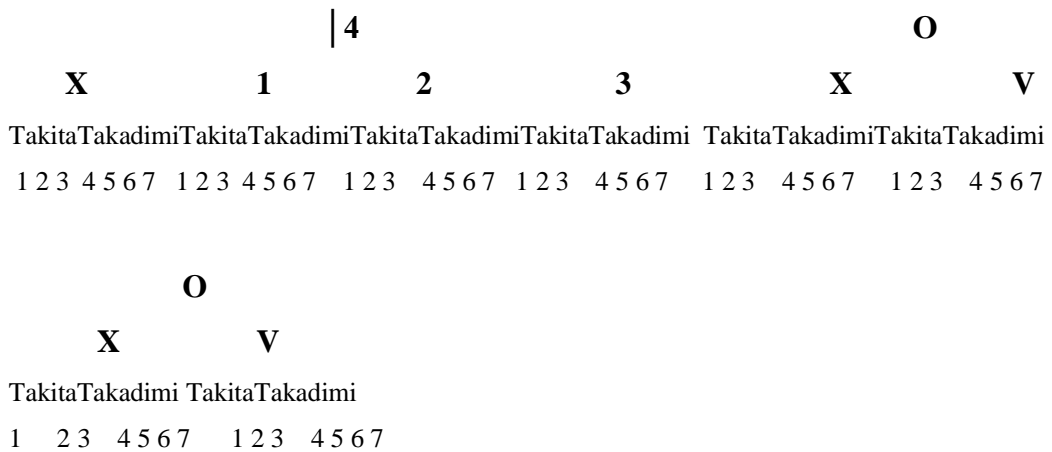 |4 O
X 1 2 3 X V
TakitaTakadimiTakitaTakadimiTakitaTakadimiTakitaTakadimi TakitaTakadimiTakitaTakadimi
1 2 3 4 5 6 7 1 2 3 4 5 6 7 1 2 3 4 5 6 7 1 2 3 4 5 6 7 1 2 3 4 5 6 7 1 2 3 4 5 6 7
O
X V
TakitaTakadimi TakitaTakadimi
1 2 3 4 5 6 7 1 2 3 4 5 6 7